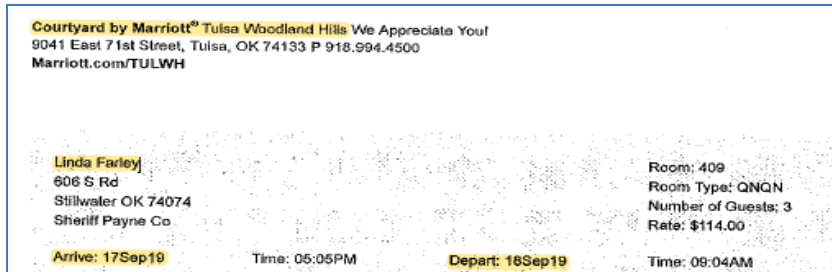 Courtyard by Marriott® Tulsa Woodland Hills We Appreciate You!
9041 East 71st Street, Tulsa, OK 74133 P 918.994.4500
Marriott.com/TULWH
Linda Farley
606 S Rd
Stillwater OK 74074
Sheriff Payne Co
Room: 409
Room Type: QNQN
Number of Guests: 3
Rate: $114.00
Arrive: 17Sep19 Time: 05:05PM Depart: 18Sep19 Time: 09:04AM